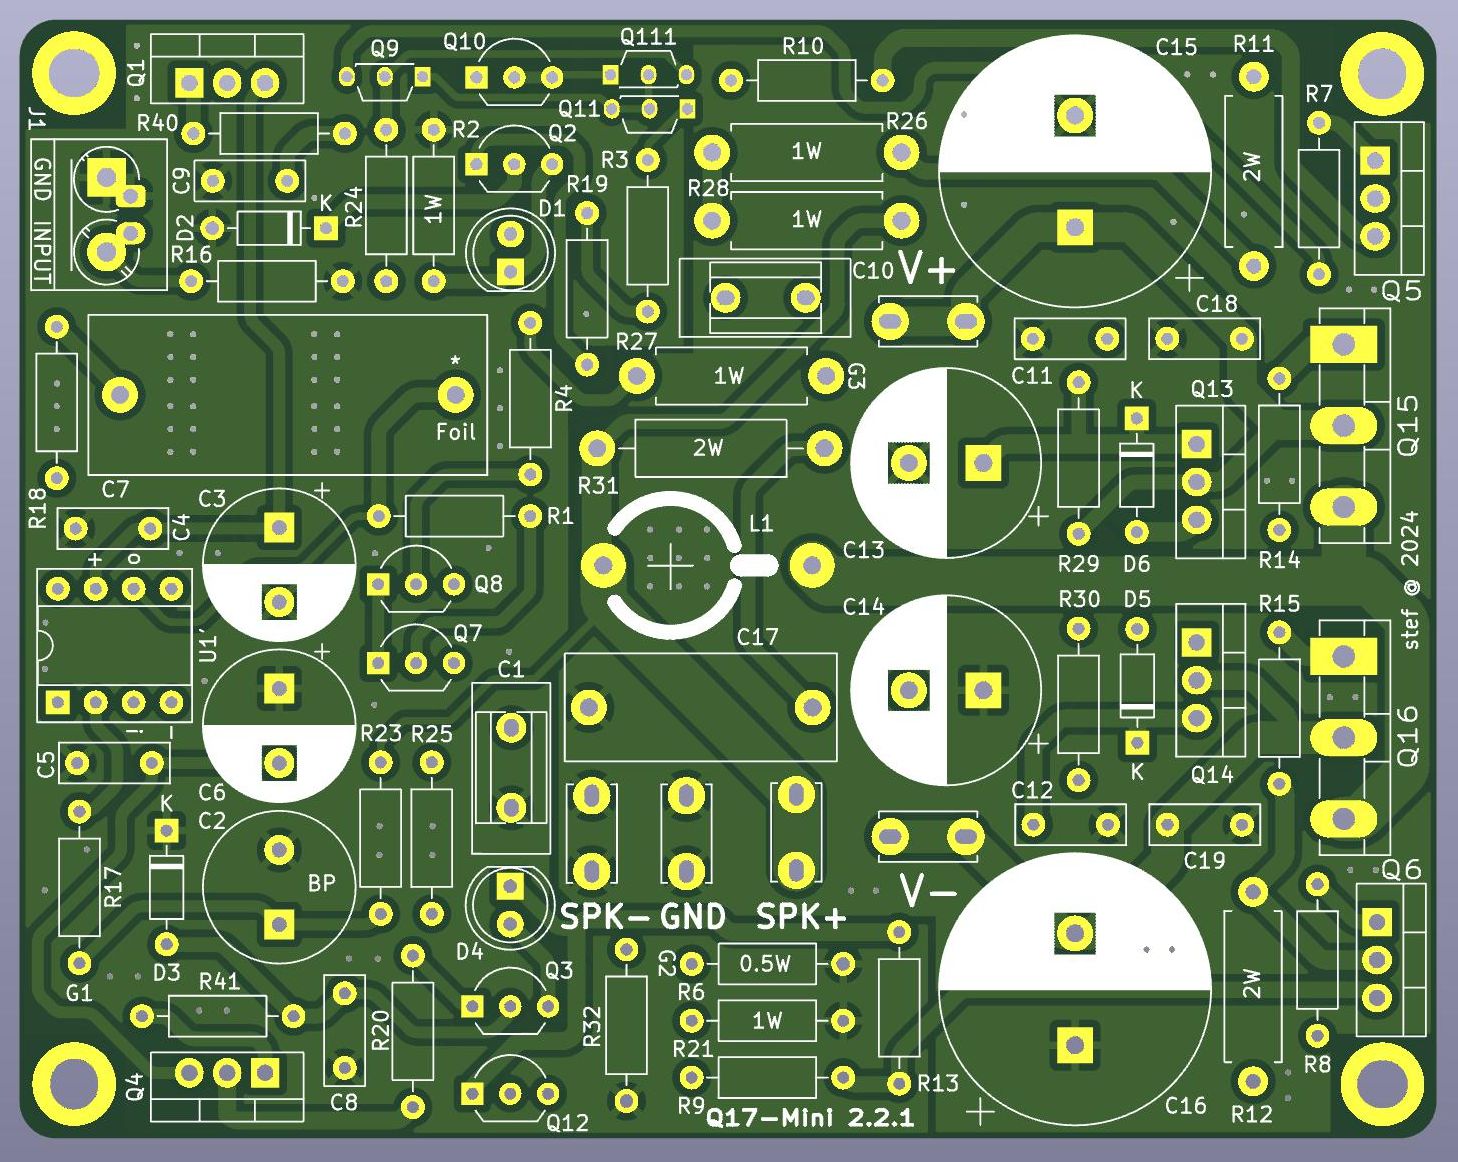 Q1
Q9
Q10
Q111
R10
C15
R11
R7
J1
R40
R2
Q2
Q11
R3
R26
1W
2W
GND INPUT
C9
K
R24
1W
R19
R28
1W
D2
D1
R16
C10
V+
Q5
C18
R27
G3
1W
C11
K
Q13
*
Foil
R4
2W
Q15
R18
C7
C3
R31
C4
R1
L1
C13
R29
D6
R14
+
o
Q8
stef @ 2024
C14
R30
D5
R15
U1,
Q7
C17
C1
i
-
R23
R25
Q16
C5
K
Q14
C6
K
C12
C2
C19
Q6
BP
R17
V-
SPK-
GND
SPK+
D4
D3
R41
Q3
G2
0.5W
2W
G1
R6
R20
R32
1W
R21
R8
Q4
C8
R13
R9
C16
R12
Q12
Q17-Mini 2.2.1